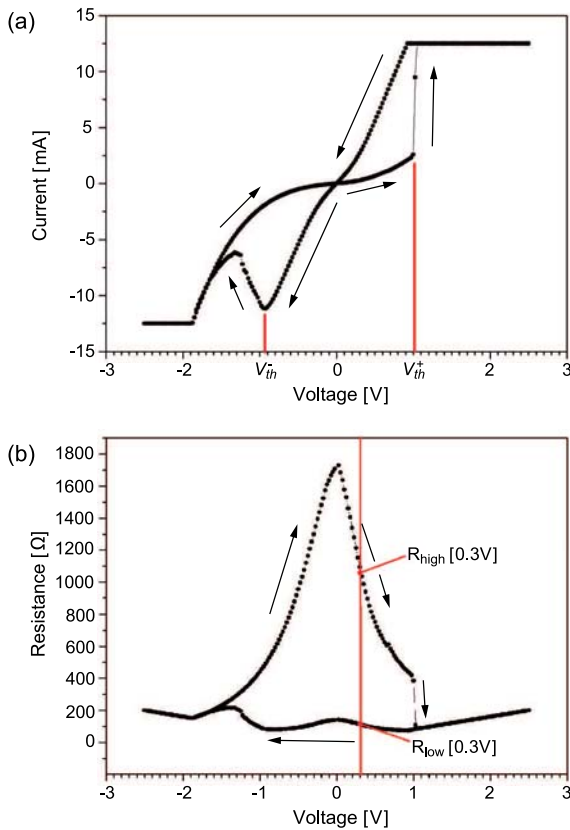 (a)
15
10
5
0
-5
-10
-15
Current [mA]
-3 -2 -1 0 1 2 3
V⁻th V⁺th
Voltage [V]
(b)
1800
1600
1400
1200
1000
800
600
400
200
0
Resistance [Ω]
Rhigh [0.3V]
Rlow [0.3V]
-3 -2 -1 0 1 2 3
Voltage [V]